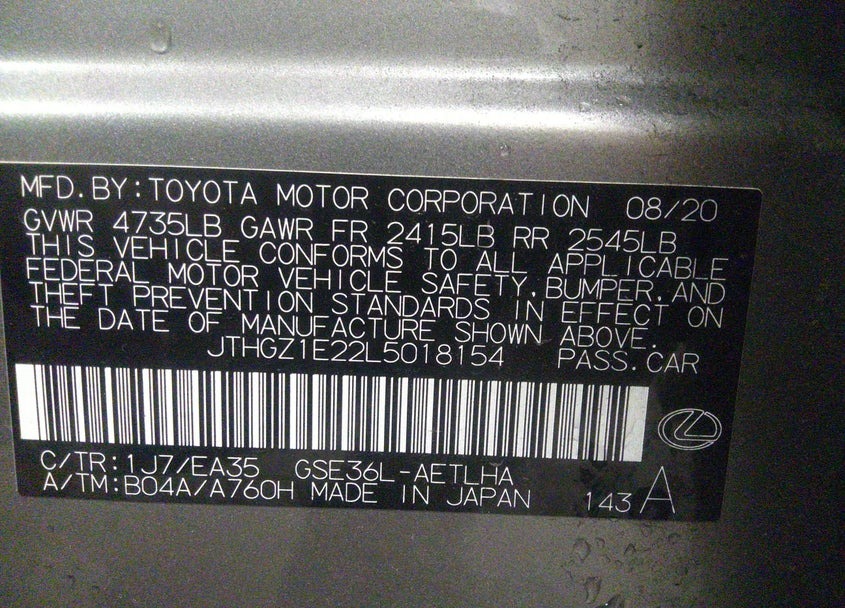 MFD.BY:TOYOTA MOTOR CORPORATION 08/20
GVWR 4735LB GAWR FR 2415LB RR 2545LB
THIS VEHICLE CONFORMS TO ALL APPLICABLE
FEDERAL MOTOR VEHICLE SAFETY,BUMPER,AND
THEFT PREVENTION STANDARDS IN EFFECT ON
THE DATE OF MANUFACTURE SHOWN ABOVE.
JTHGZ1E22L5018154 PASS.CAR
C/TR:1J7/EA35 GSE36L-AETLHA
A/TM:B04A/A760H MADE IN JAPAN 143 A